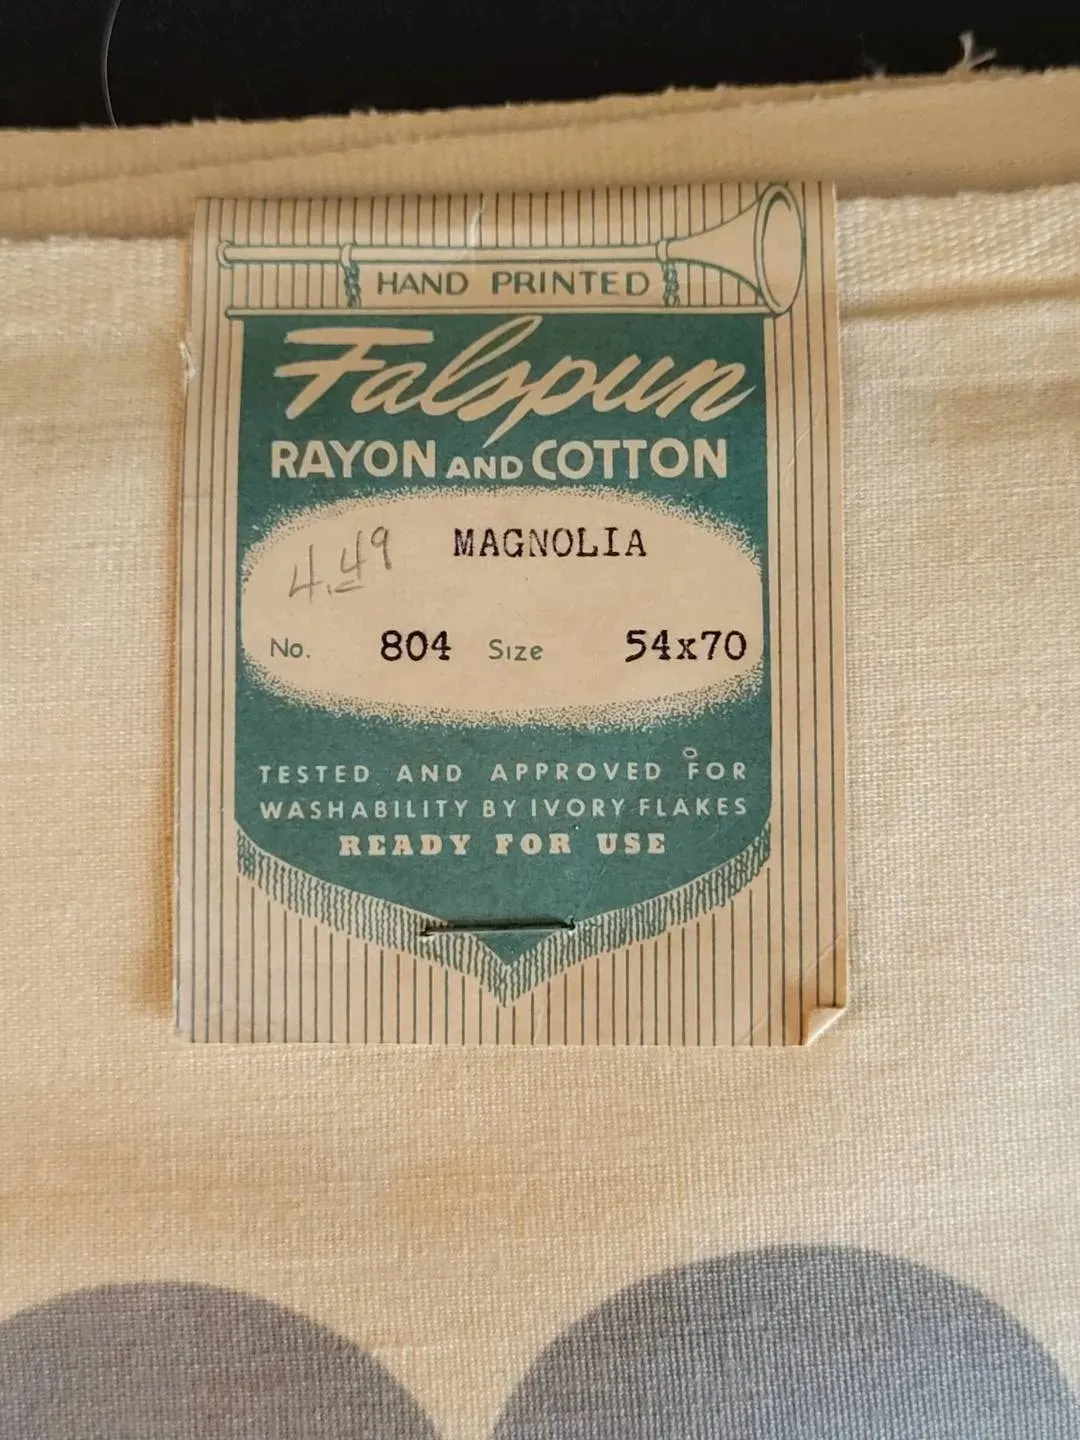 HAND PRINTED
Falspun
RAYON AND COTTON
4.49 MAGNOLIA
No. 804 Size 54x70
TESTED AND APPROVED FOR
WASHABILITY BY IVORY FLAKES
READY FOR USE